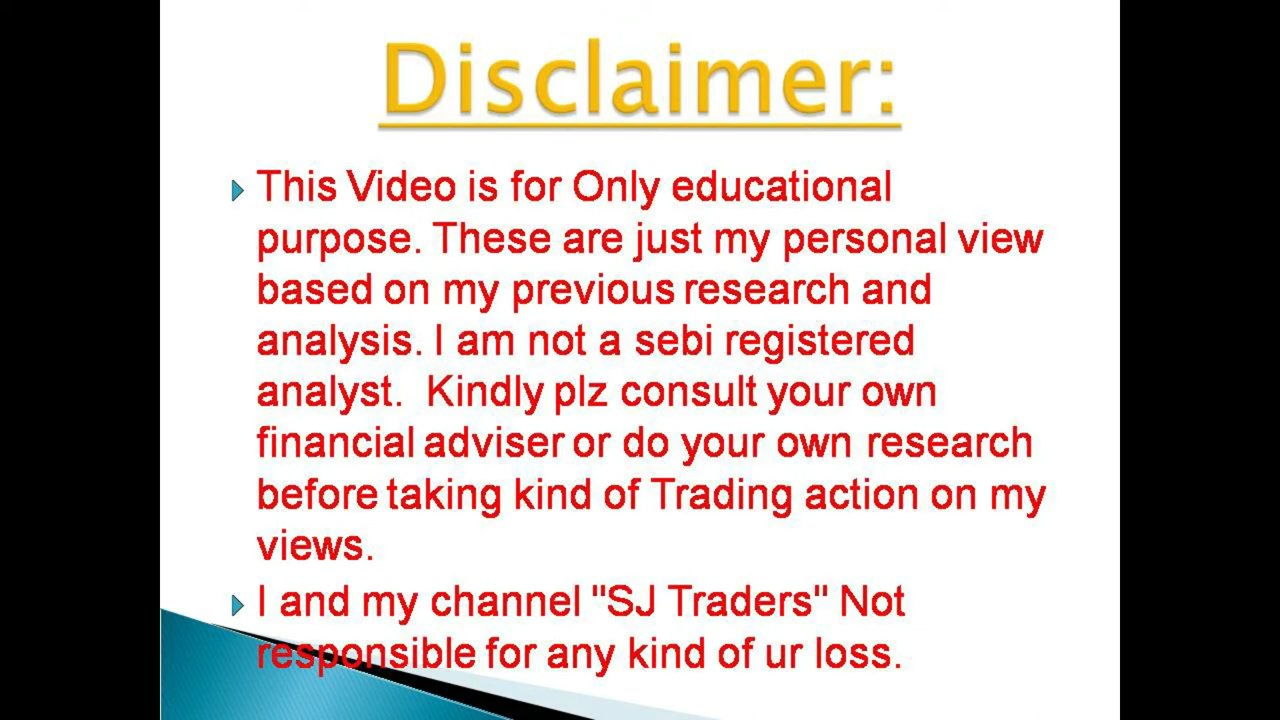 Disclaimer:
This Video is for Only educational
purpose. These are just my personal view
based on my previous research and
analysis. I am not a sebi registered
analyst.  Kindly plz consult your own
financial adviser or do your own research
before taking kind of Trading action on my
views.
I and my channel "SJ Traders" Not
responsible for any kind of ur loss.